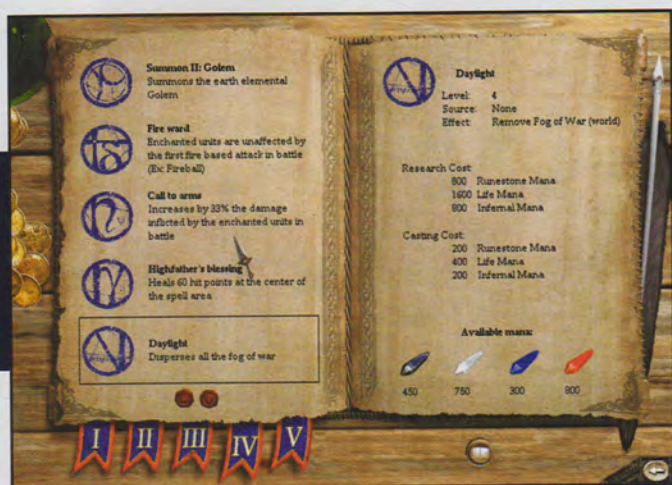 Summon II: Golem
Summons the earth elemental
Golem
Fire ward
Enchanted units are unaffected by
the first fire based attack in battle
(Ex: Fireball)
Call to arms
Increases by 33% the damage
inflicted by the enchanted units in
battle
Highfather's blessing
Heals 60 hit points at the center of
the spell area
Daylight
Disperses all the fog of war
I II III IV V
Daylight
Level: 4
Source: None
Effect: Remove Fog of War (world)
Research Cost:
800 Runestone Mana
1600 Life Mana
800 Infernal Mana
Casting Cost:
200 Runestone Mana
400 Life Mana
200 Infernal Mana
Available mana:
450 750 300 800